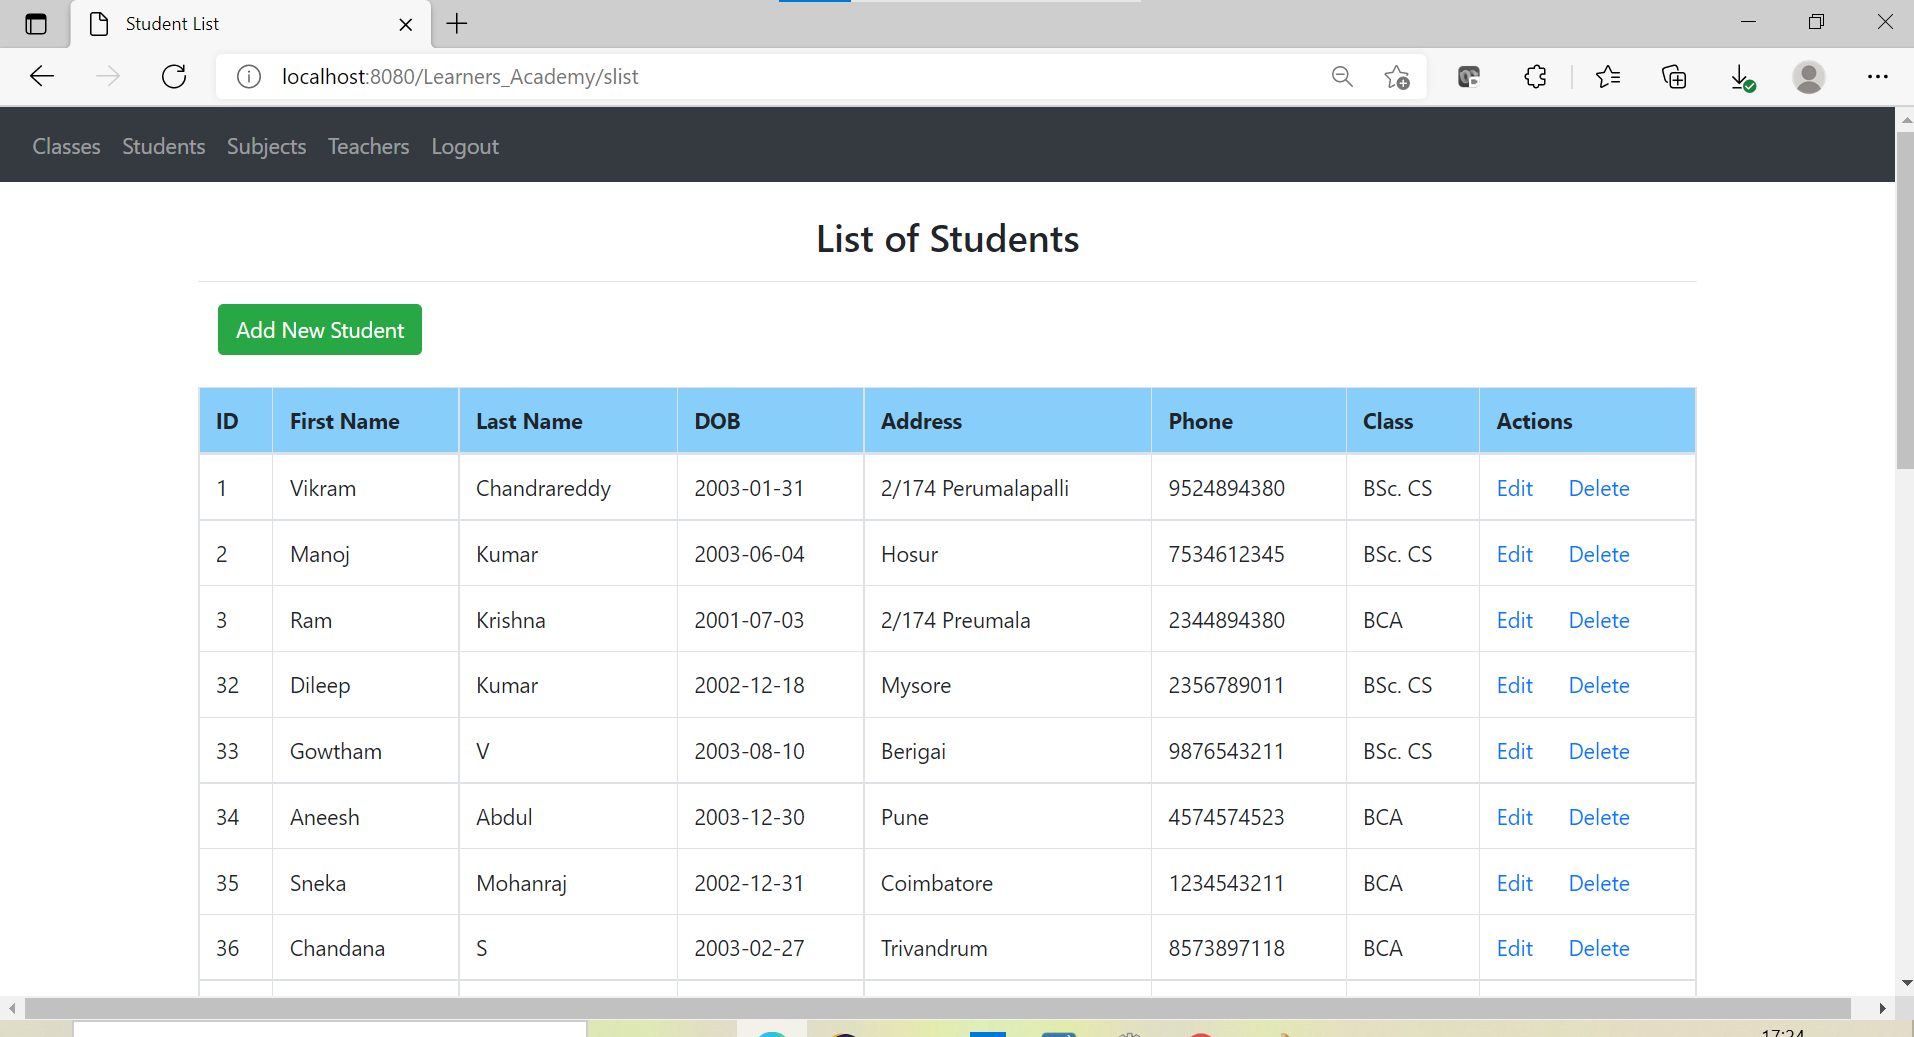 Student List
localhost:8080/Learners_Academy/slist
Classes Students Subjects Teachers Logout
List of Students
Add New Student
ID First Name Last Name DOB Address Phone Class Actions
1 Vikram Chandrareddy 2003-01-31 2/174 Perumalapalli 9524894380 BSc. CS Edit Delete
2 Manoj Kumar 2003-06-04 Hosur 7534612345 BSc. CS Edit Delete
3 Ram Krishna 2001-07-03 2/174 Preumala 2344894380 BCA Edit Delete
32 Dileep Kumar 2002-12-18 Mysore 2356789011 BSc. CS Edit Delete
33 Gowtham V 2003-08-10 Berigai 9876543211 BSc. CS Edit Delete
34 Aneesh Abdul 2003-12-30 Pune 4574574523 BCA Edit Delete
35 Sneka Mohanraj 2002-12-31 Coimbatore 1234543211 BCA Edit Delete
36 Chandana S 2003-02-27 Trivandrum 8573897118 BCA Edit Delete
17:24